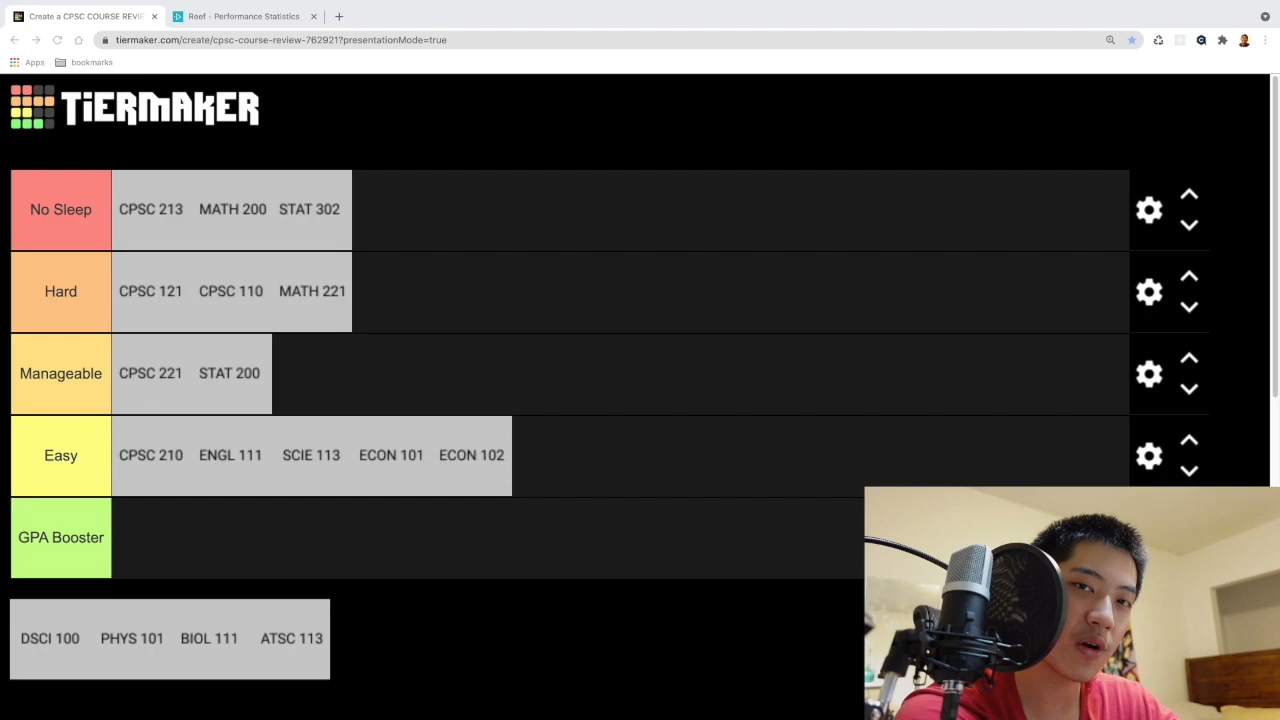 Create a CPSC COURSE REVIE
Reef - Performance Statistics
tiermaker.com/create/cpsc-course-review-762921?presentationMode=true
Apps
bookmarks
TiERMAKER
No Sleep
CPSC 213 MATH 200 STAT 302
Hard
CPSC 121 CPSC 110 MATH 221
Manageable
CPSC 221 STAT 200
Easy
CPSC 210 ENGL 111 SCIE 113 ECON 101 ECON 102
GPA Booster
DSCI 100 PHYS 101 BIOL 111 ATSC 113